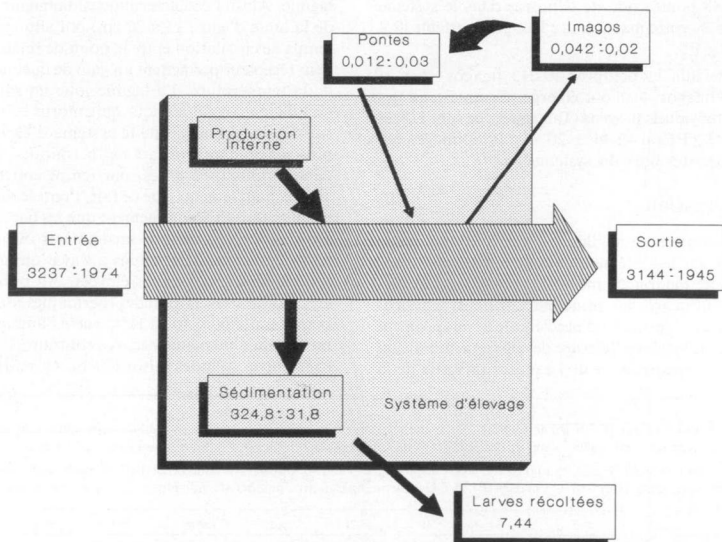 Pontes
0,012±0,03
Imagos
0,042±0,02
Production
Interne
Entrée
3237±1974
Sortie
3144±1945
Sédimentation
324,8±31,8
Système d'élevage
Larves récoltées
7,44